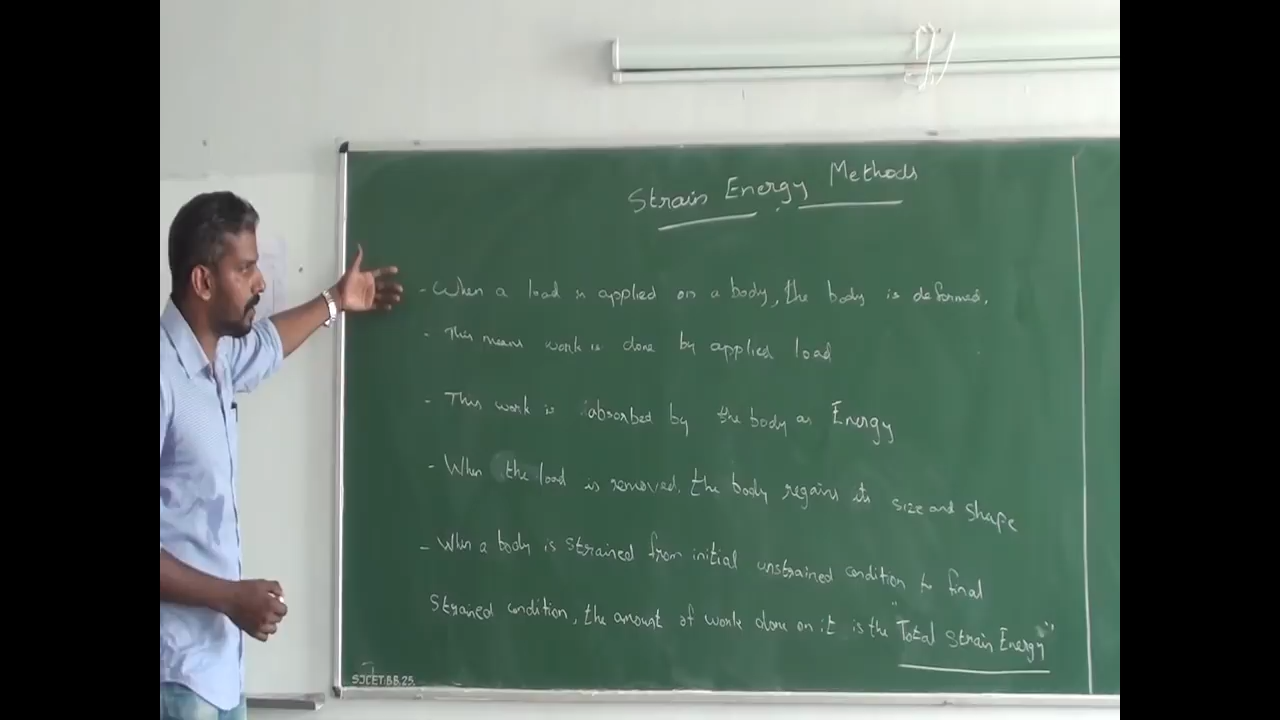 Strain Energy Methods
- When a load is applied on a body, the body is deformed.
- This means work is done by applied load
- This work is absorbed by the body as Energy
- When the load is removed. the body regains its size and shape
- When a body is strained from initial unstrained condition to final
strained condition, the amount of work done on it is the "Total Strain Energy"
SJCET.BB.25.